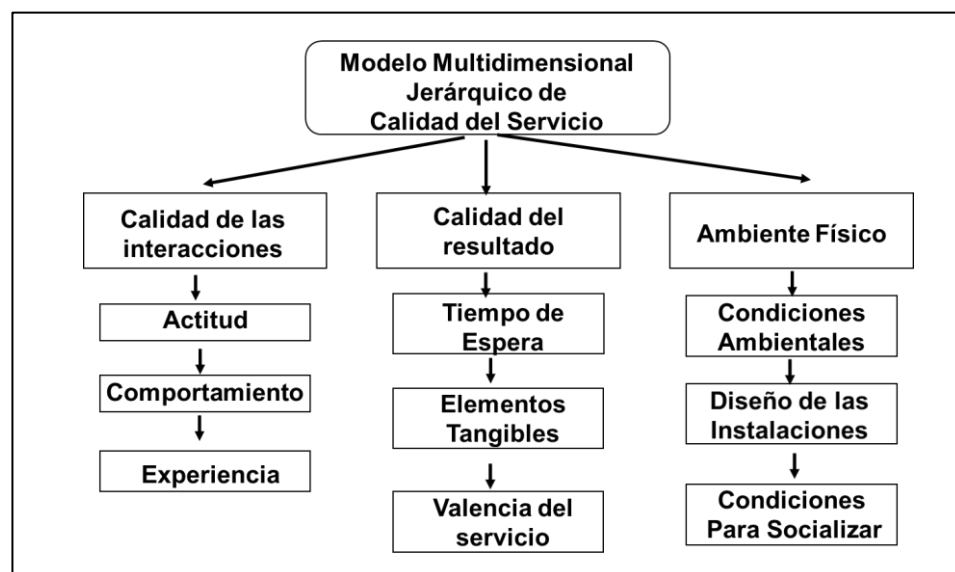 Modelo Multidimensional
Jerárquico de
Calidad del Servicio
Calidad de las
interacciones
Actitud
Comportamiento
Experiencia
Calidad del
resultado
Tiempo de
Espera
Elementos
Tangibles
Valencia del
servicio
Ambiente Físico
Condiciones
Ambientales
Diseño de las
Instalaciones
Condiciones
Para Socializar